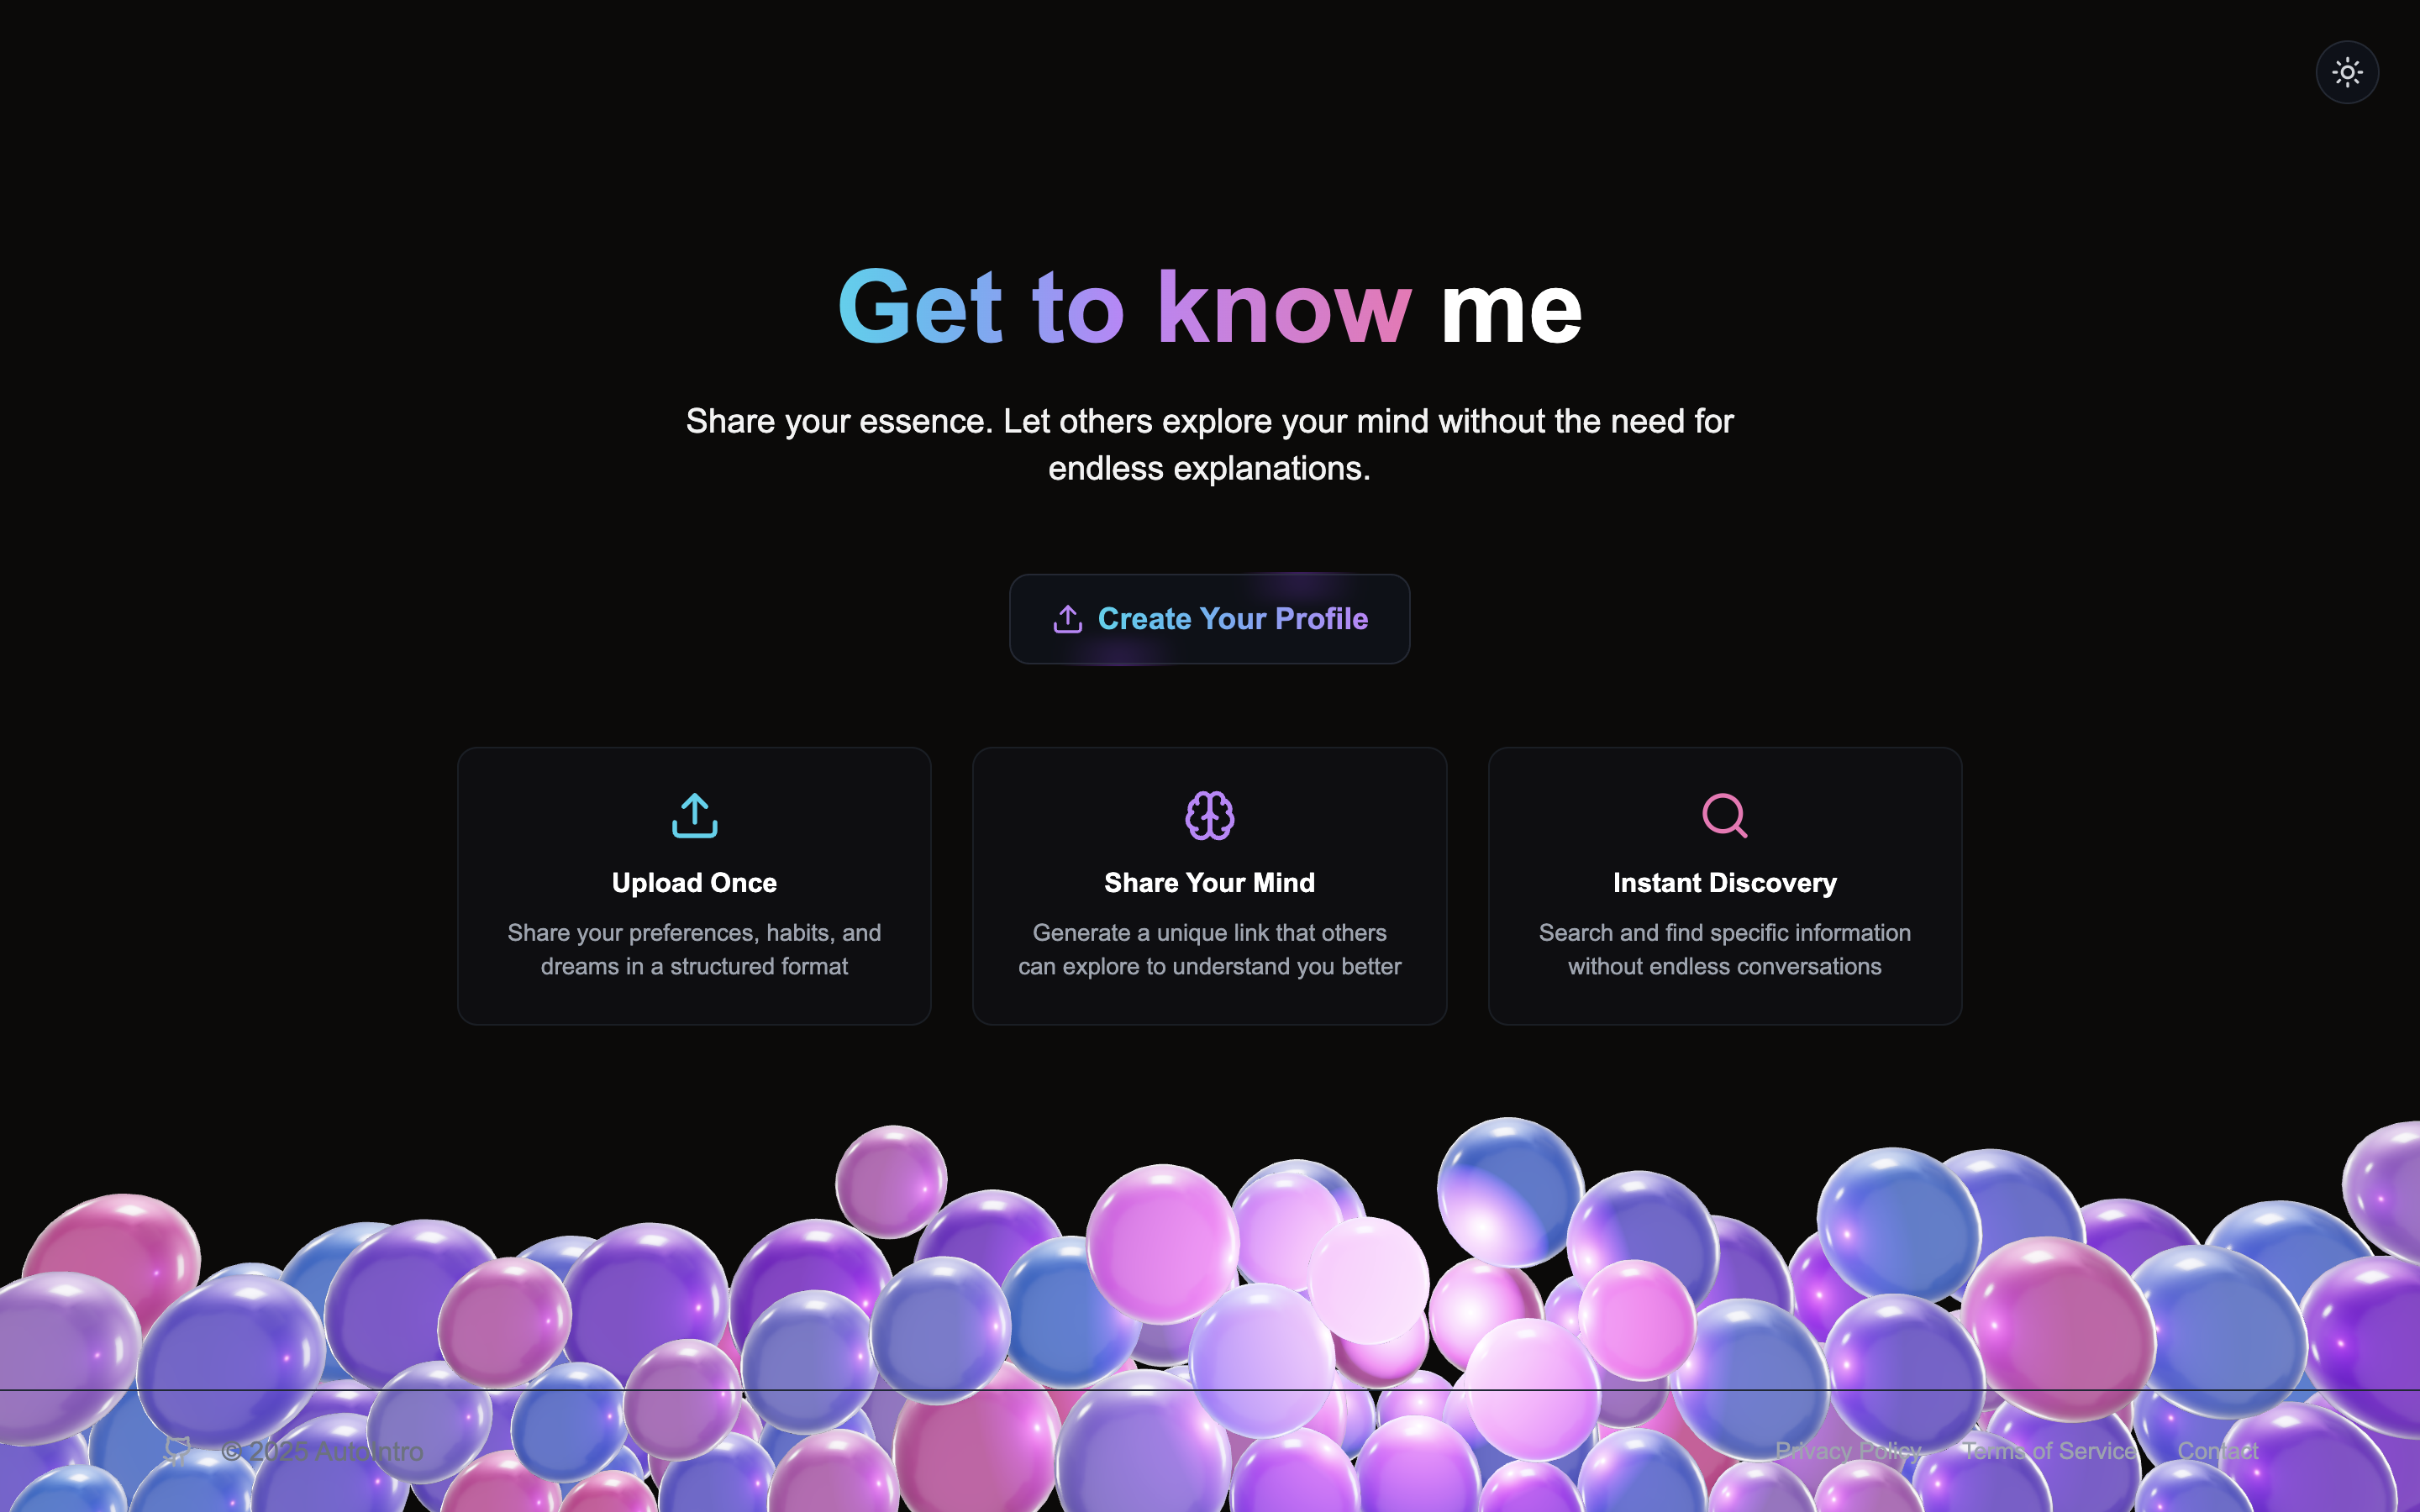 Get to know me
Share your essence. Let others explore your mind without the need for
endless explanations.
Create Your Profile
Upload Once
Share your preferences, habits, and
dreams in a structured format
Share Your Mind
Generate a unique link that others
can explore to understand you better
Instant Discovery
Search and find specific information
without endless conversations
© 2025 AutoIntro
Privacy Policy
Terms of Service
Contact